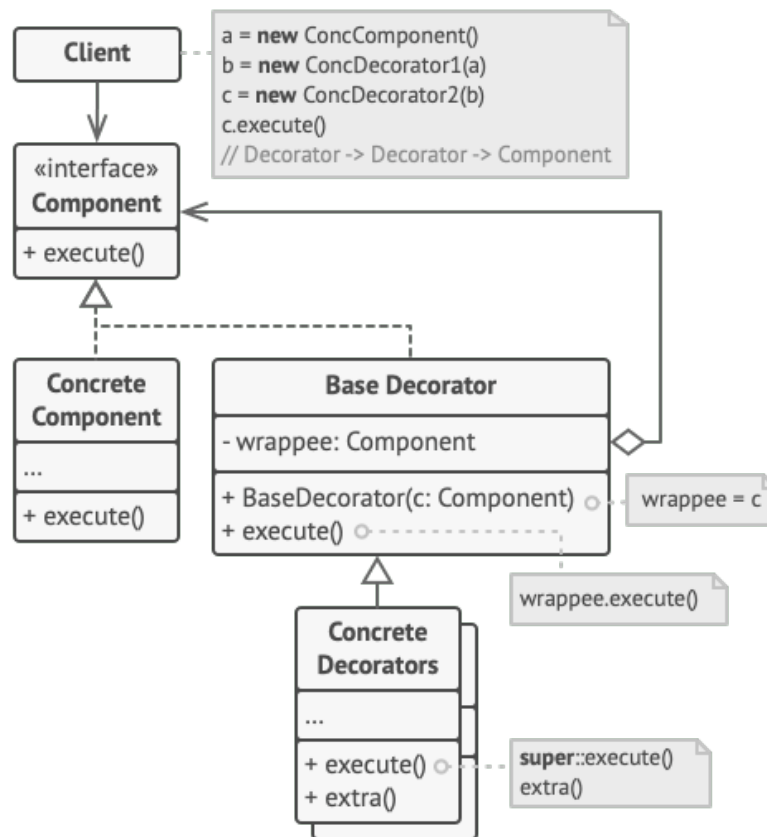 Client
a = new ConcComponent()
b = new ConcDecorator1(a)
c = new ConcDecorator2(b)
c.execute()
// Decorator -> Decorator -> Component
«interface»
Component
+ execute()
Concrete
Component
...
+ execute()
Base Decorator
- wrappee: Component
+ BaseDecorator(c: Component)
+ execute()
wrappee = c
wrappee.execute()
Concrete
Decorators
...
+ execute()
+ extra()
super::execute()
extra()